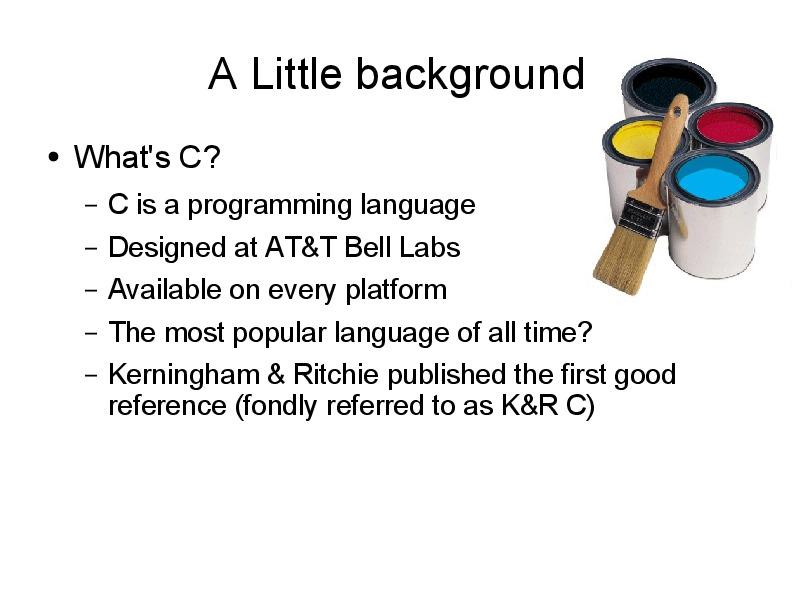 A Little background
• What's C?
– C is a programming language
– Designed at AT&T Bell Labs
– Available on every platform
– The most popular language of all time?
– Kerningham & Ritchie published the first good
reference (fondly referred to as K&R C)